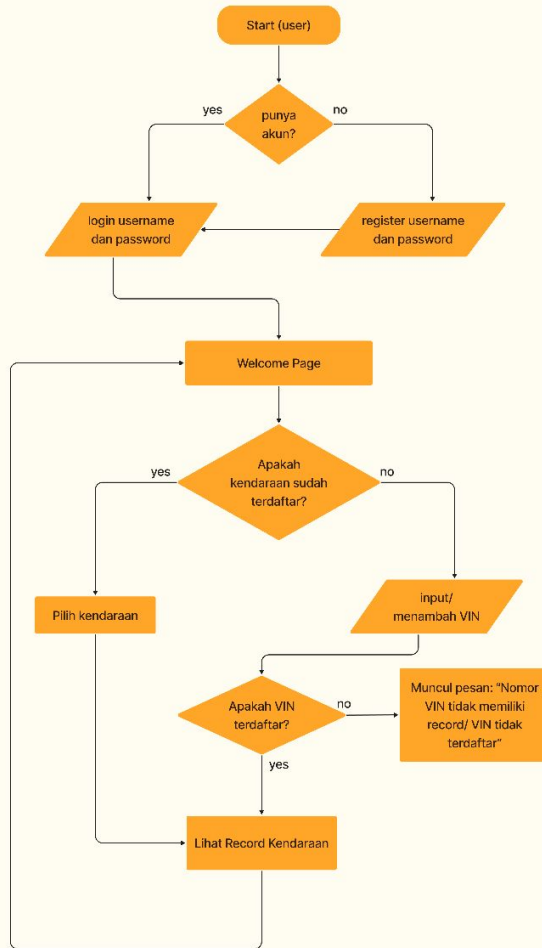 Start (user)
yes
punya
akun?
no
login username
dan password
register username
dan password
Welcome Page
yes
Apakah
kendaraan sudah
terdaftar?
no
Pilih kendaraan
input/
menambah VIN
Apakah VIN
terdaftar?
no
Muncul pesan: "Nomor
VIN tidak memiliki
record/ VIN tidak
terdaftar"
yes
Lihat Record Kendaraan